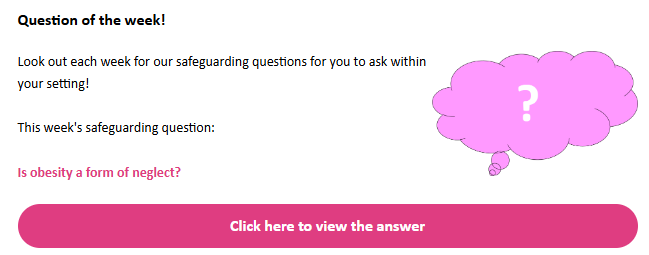 Question of the week!
Look out each week for our safeguarding questions for you to ask within
your setting!
?
This week's safeguarding question:
Is obesity a form of neglect?
Click here to view the answer